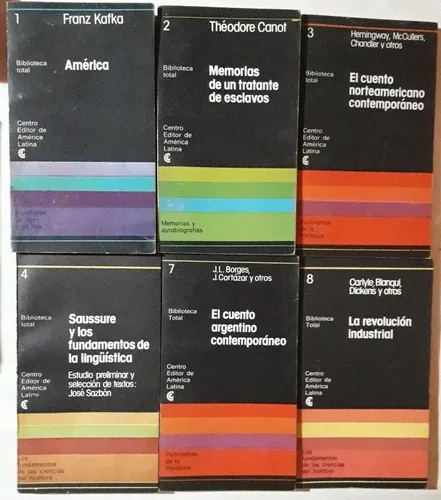 1
Franz Kafka
Biblioteca
total
América
Centro
Editor de
América
Latina
2
Théodore Canot
Biblioteca
total
Memorias
de un tratante
de esclavos
Centro
Editor de
América
Latina
Memorias y
autobiografías
3
Hemingway, McCullers,
Chandler y otros
Biblioteca
total
El cuento
norteamericano
contemporáneo
Centro
Editor de
América
Latina
Panoramas
de la
literatura
4
Biblioteca
Total
Saussure
y los
fundamentos de
la lingüística
Estudio preliminar y
selección de textos:
José Sazbón
Centro
Editor de
América
Latina
Los
fundamentos
de las ciencias
del hombre
7
J.L. Borges,
J. Cortázar y otros
Biblioteca
Total
El cuento
argentino
contemporáneo
Centro
Editor de
América
Latina
Panoramas
de la
literatura
8
Carlyle, Blanqui,
Dickens y otros
Biblioteca
Total
La revolución
industrial
Centro
Editor de
América
Latina
Los
fundamentos
de las ciencias
del hombre